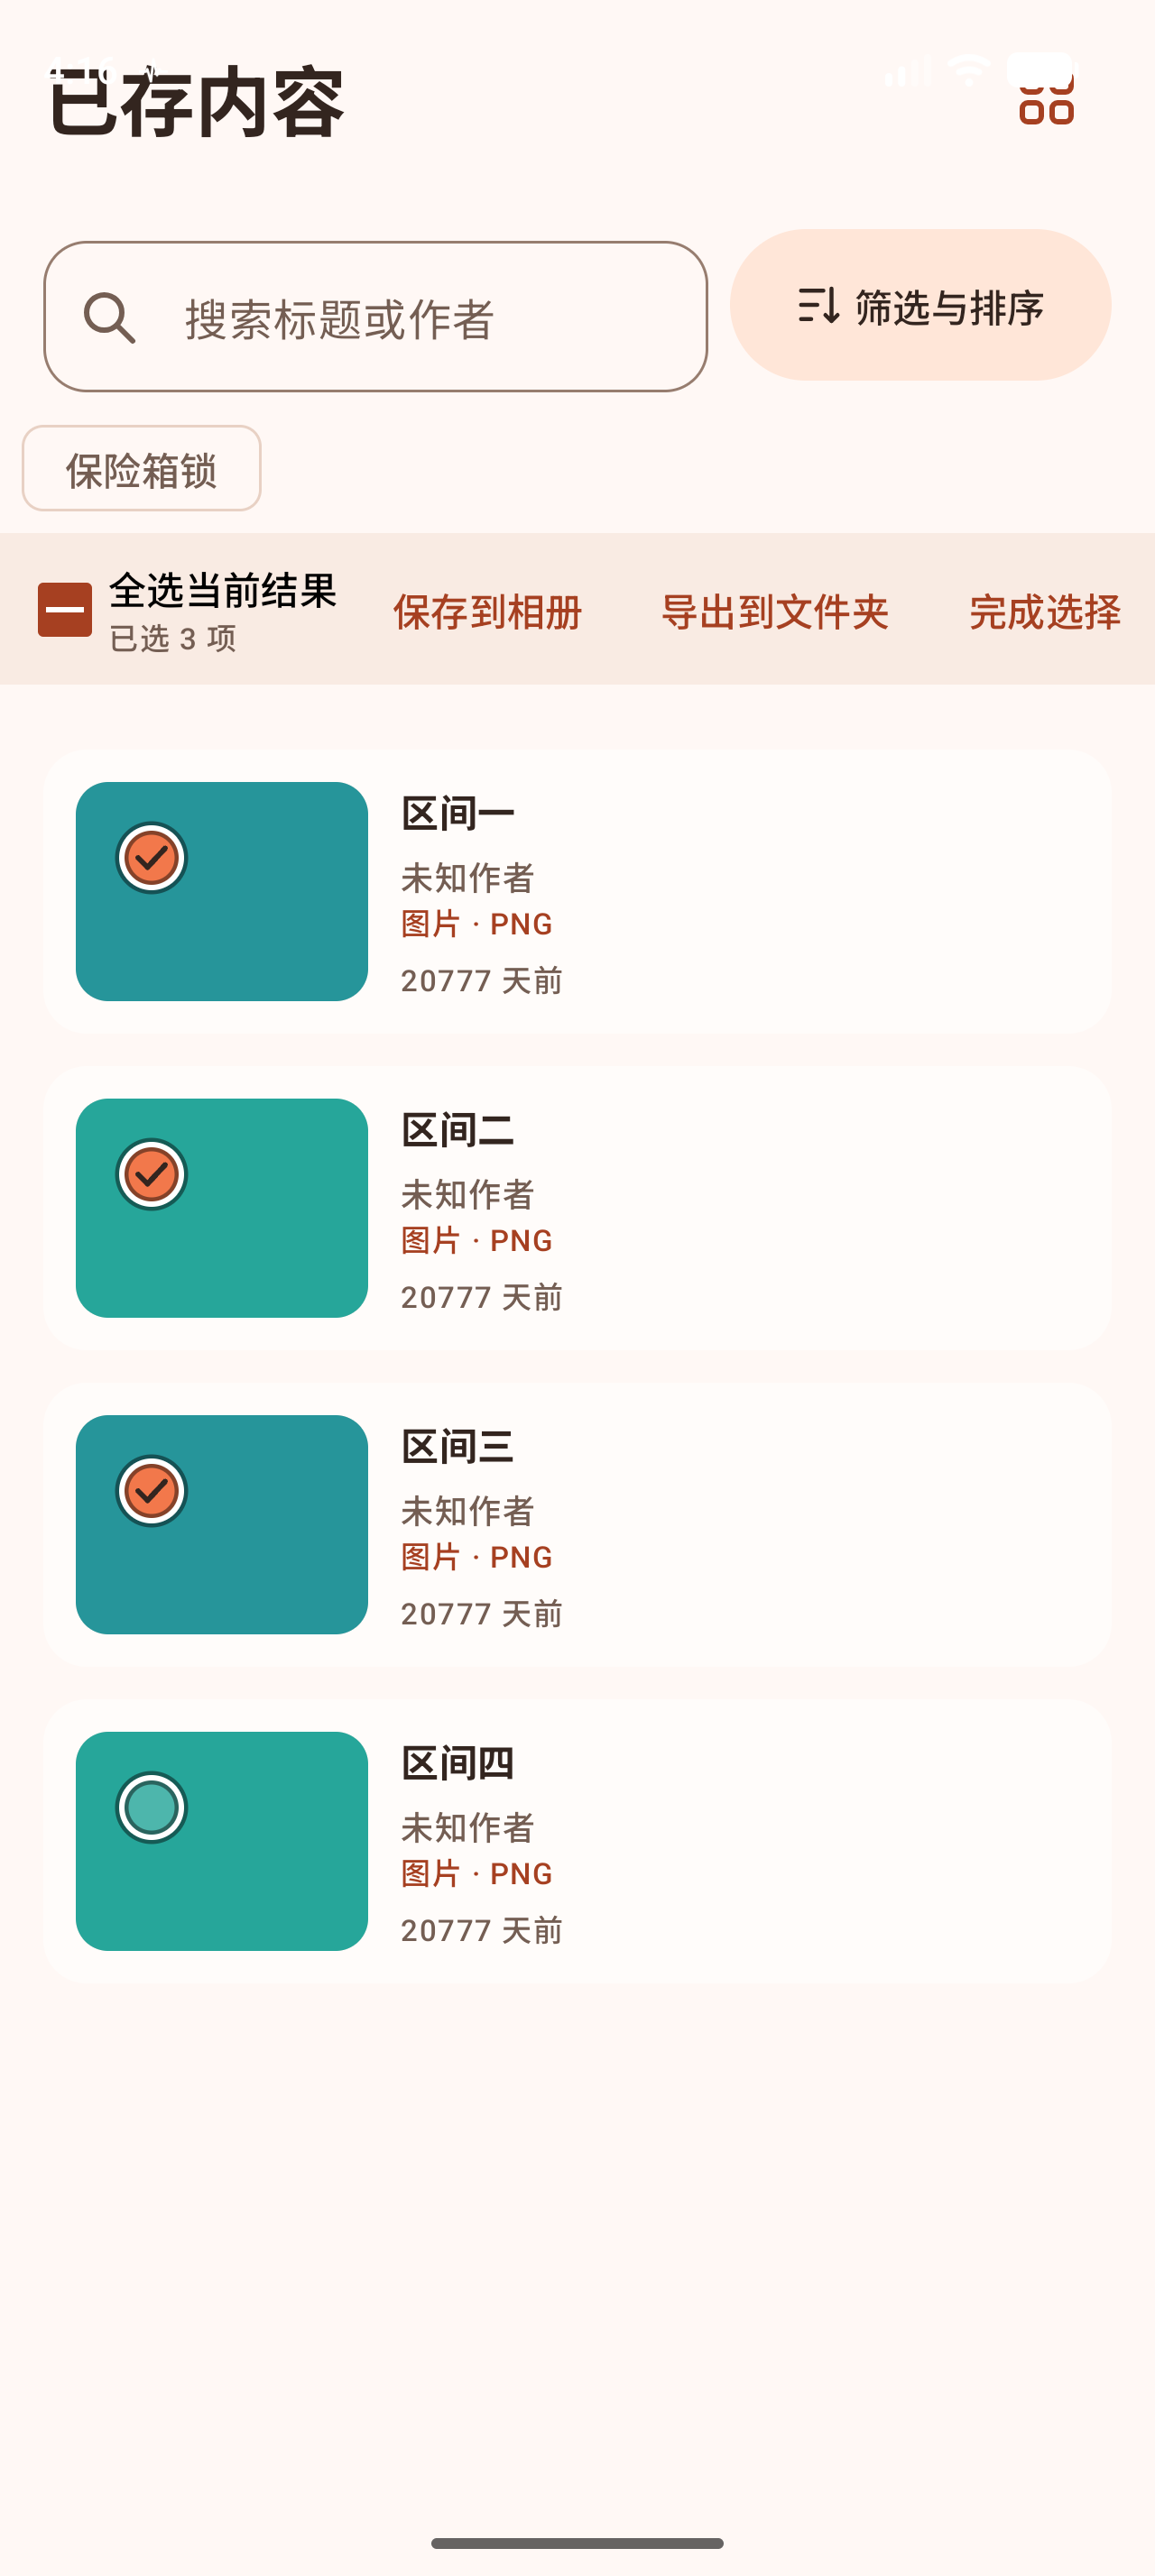 已存内容
搜索标题或作者
筛选与排序
保险箱锁
全选当前结果
已选 3 项
保存到相册
导出到文件夹
完成选择
区间一
未知作者
图片 · PNG
20777 天前
区间二
未知作者
图片 · PNG
20777 天前
区间三
未知作者
图片 · PNG
20777 天前
区间四
未知作者
图片 · PNG
20777 天前